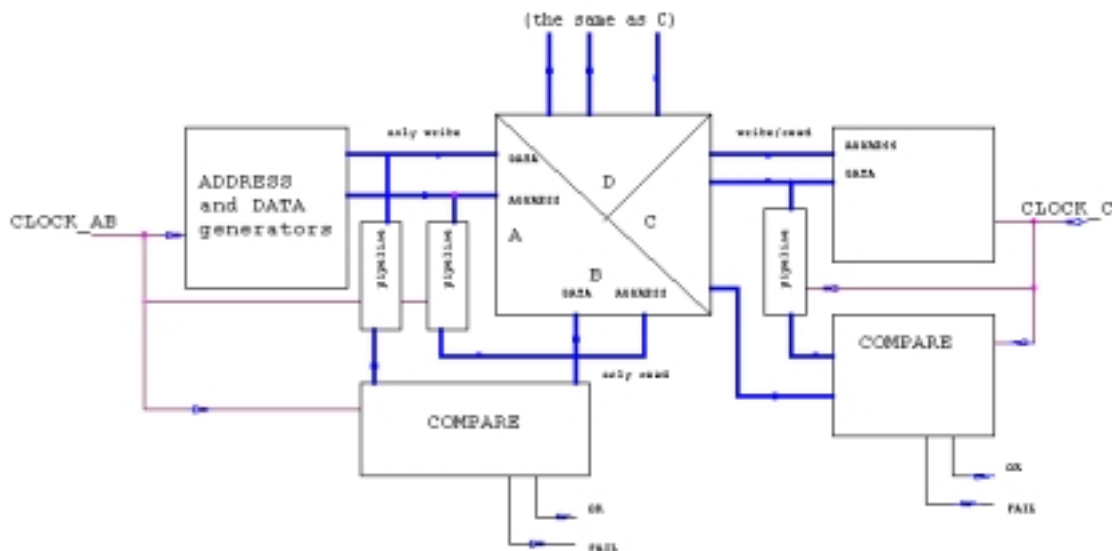 (the same as C)
only write
write/read
ADDRESS
and DATA
generators
DATA
ADDRESS
D
C
A
B
DATA
ADDRESS
ADDRESS
DATA
CLOCK_AB
CLOCK_C
pipeline
pipeline
pipeline
only read
COMPARE
COMPARE
OK
FAIL
OK
FAIL